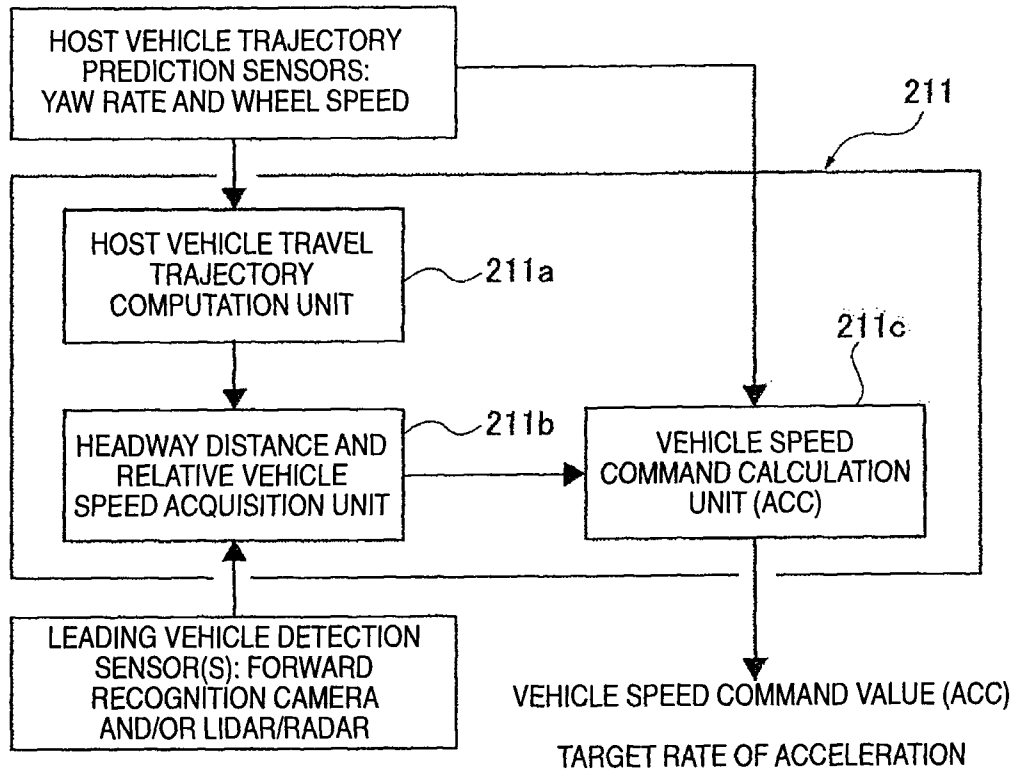 HOST VEHICLE TRAJECTORY
PREDICTION SENSORS:
YAW RATE AND WHEEL SPEED
211
HOST VEHICLE TRAVEL
TRAJECTORY
COMPUTATION UNIT
211a
211c
HEADWAY DISTANCE AND
RELATIVE VEHICLE
SPEED ACQUISITION UNIT
211b
VEHICLE SPEED
COMMAND CALCULATION
UNIT (ACC)
LEADING VEHICLE DETECTION
SENSOR(S): FORWARD
RECOGNITION CAMERA
AND/OR LIDAR/RADAR
VEHICLE SPEED COMMAND VALUE (ACC)
TARGET RATE OF ACCELERATION